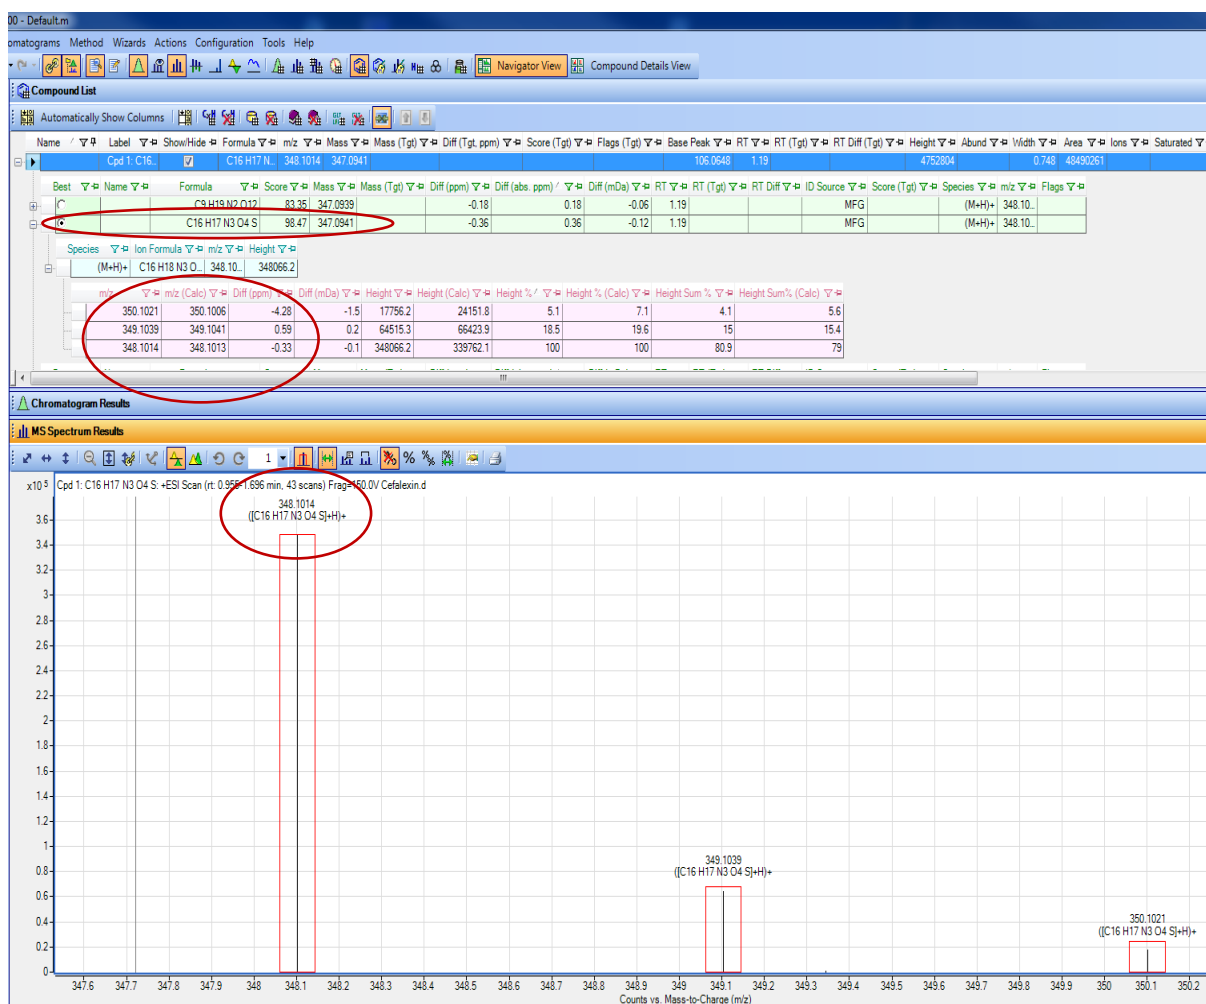 00 - Default.m
omatograms Method Wizards Actions Configuration Tools Help
Navigator View Compound Details View
Compound List
Automatically Show Columns
Name Label Show/Hide Formula m/z Mass Mass (Tgt) Diff (Tgt, ppm) Score (Tgt) Flags (Tgt) Base Peak RT RT (Tgt) RT Diff (Tgt) Height Abund Width Area Ions Saturated
Cpd 1: C16.. C16 H17 N.. 348.1014 347.0941 106.0648 1.19 4752804 0.748 48490261
Best Name Formula Score Mass Mass (Tgt) Diff (ppm) Diff (abs. ppm) Diff (mDa) RT RT (Tgt) RT Diff ID Source Score (Tgt) Species m/z Flags
C9 H19 N2 O12 83.35 347.0939 -0.18 0.18 -0.06 1.19 MFG (M+H)+ 348.10..
C16 H17 N3 O4 S 98.47 347.0941 -0.36 0.36 -0.12 1.19 MFG (M+H)+ 348.10..
Species Ion Formula m/z Height
(M+H)+ C16 H18 N3 O.. 348.10... 348066.2
m/z m/z (Calc) Diff (ppm) Diff (mDa) Height Height (Calc) Height % Height % (Calc) Height Sum % Height Sum% (Calc)
350.1021 350.1006 -4.28 -1.5 17756.2 24151.8 5.1 7.1 4.1 5.6
349.1039 349.1041 0.59 0.2 64515.3 66423.9 18.5 19.6 15 15.4
348.1014 348.1013 -0.33 -0.1 348066.2 339762.1 100 100 80.9 79
Chromatogram Results
MS Spectrum Results
1
x10 5 Cpd 1: C16 H17 N3 O4 S: +ESI Scan (rt: 0.955-1.696 min, 43 scans) Frag=150.0V Cefalexin.d
348.1014
([C16 H17 N3 O4 S]+H)+
3.6
3.4
3.2
3
2.8
2.6
2.4
2.2
2
1.8
1.6
1.4
1.2
1
349.1039
([C16 H17 N3 O4 S]+H)+
0.8
0.6
350.1021
([C16 H17 N3 O4 S]+H)+
0.4
0.2
0
347.6 347.7 347.8 347.9 348 348.1 348.2 348.3 348.4 348.5 348.6 348.7 348.8 348.9 349 349.1 349.2 349.3 349.4 349.5 349.6 349.7 349.8 349.9 350 350.1 350.2
Counts vs. Mass-to-Charge (m/z)